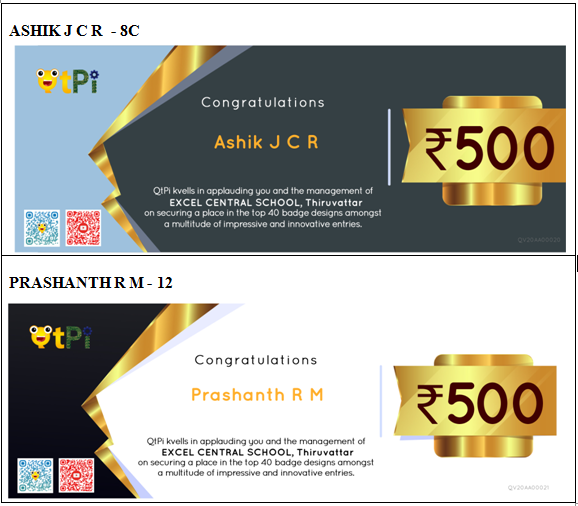 ASHIK J C R - 8C
QtPi
Congratulations
Ashik J C R
₹500
QtPi kvells in applauding you and the management of
EXCEL CENTRAL SCHOOL, Thiruvattar
on securing a place in the top 40 badge designs amongst
a multitude of impressive and innovative entries.
QV20AA00021
PRASHANTH R M - 12
QtPi
Congratulations
Prashanth R M
₹500
QtPi kvells in applauding you and the management of
EXCEL CENTRAL SCHOOL, Thiruvattar
on securing a place in the top 40 badge designs amongst
a multitude of impressive and innovative entries.
QV20AA00021